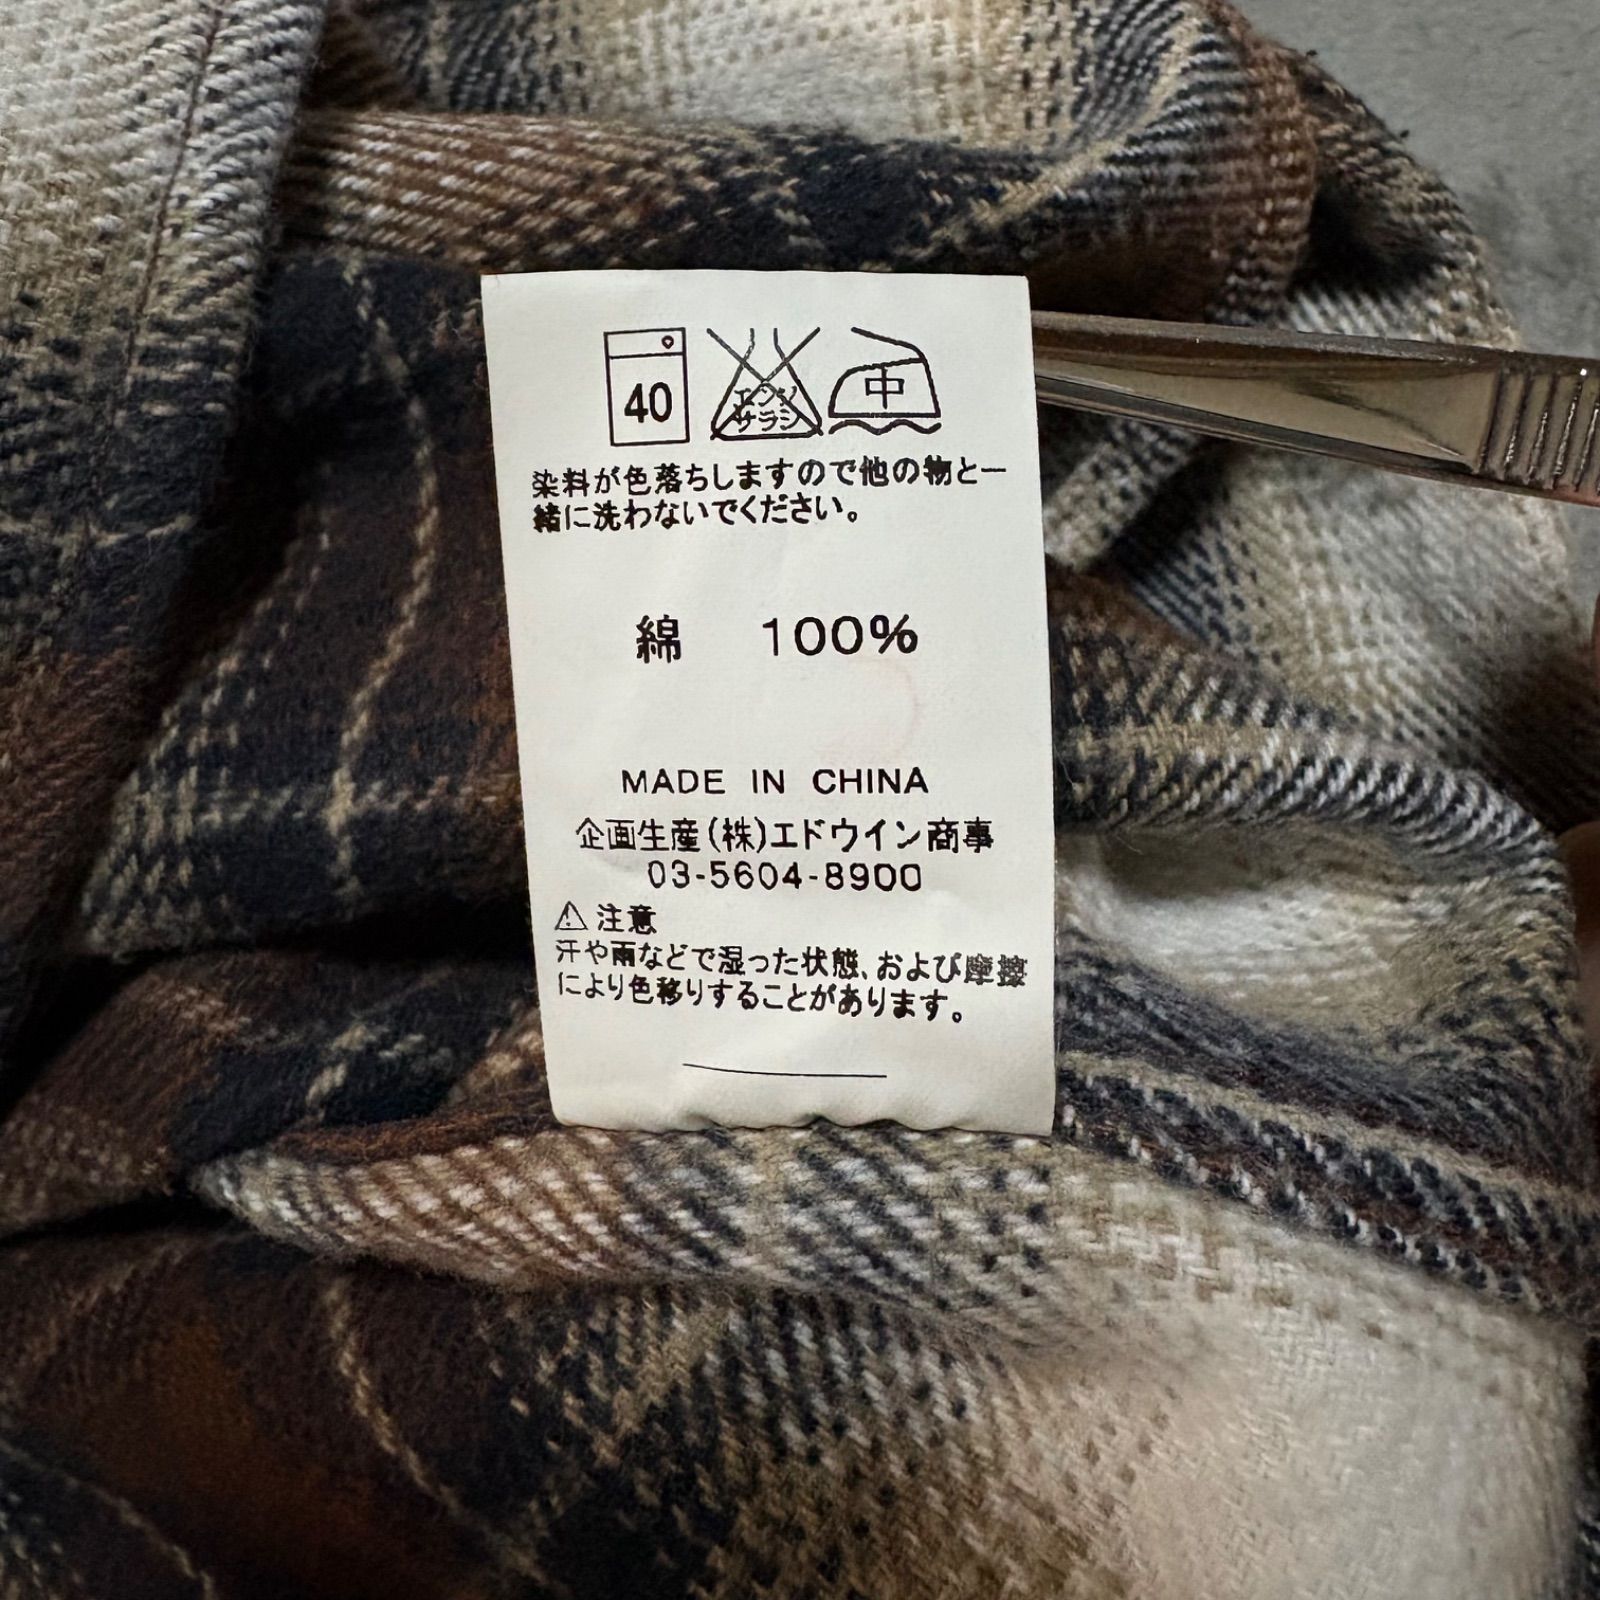 40
エンソ
サラシ
中
染料が色落ちしますので他の物と一
緒に洗わないでください。
綿 100%
MADE IN CHINA
企画生産(株)エドウイン商事
03-5604-8900
⚠注意
汗や雨などで湿った状態、および摩擦
により色移りすることがあります。